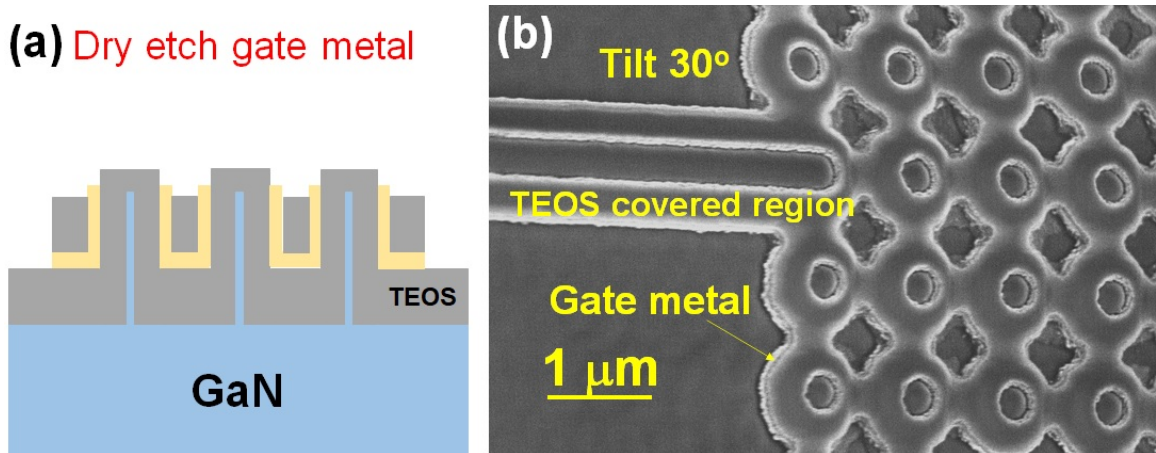 (a) Dry etch gate metal
TEOS
GaN
(b)
Tilt 30°
TEOS covered region
Gate metal
1 μm